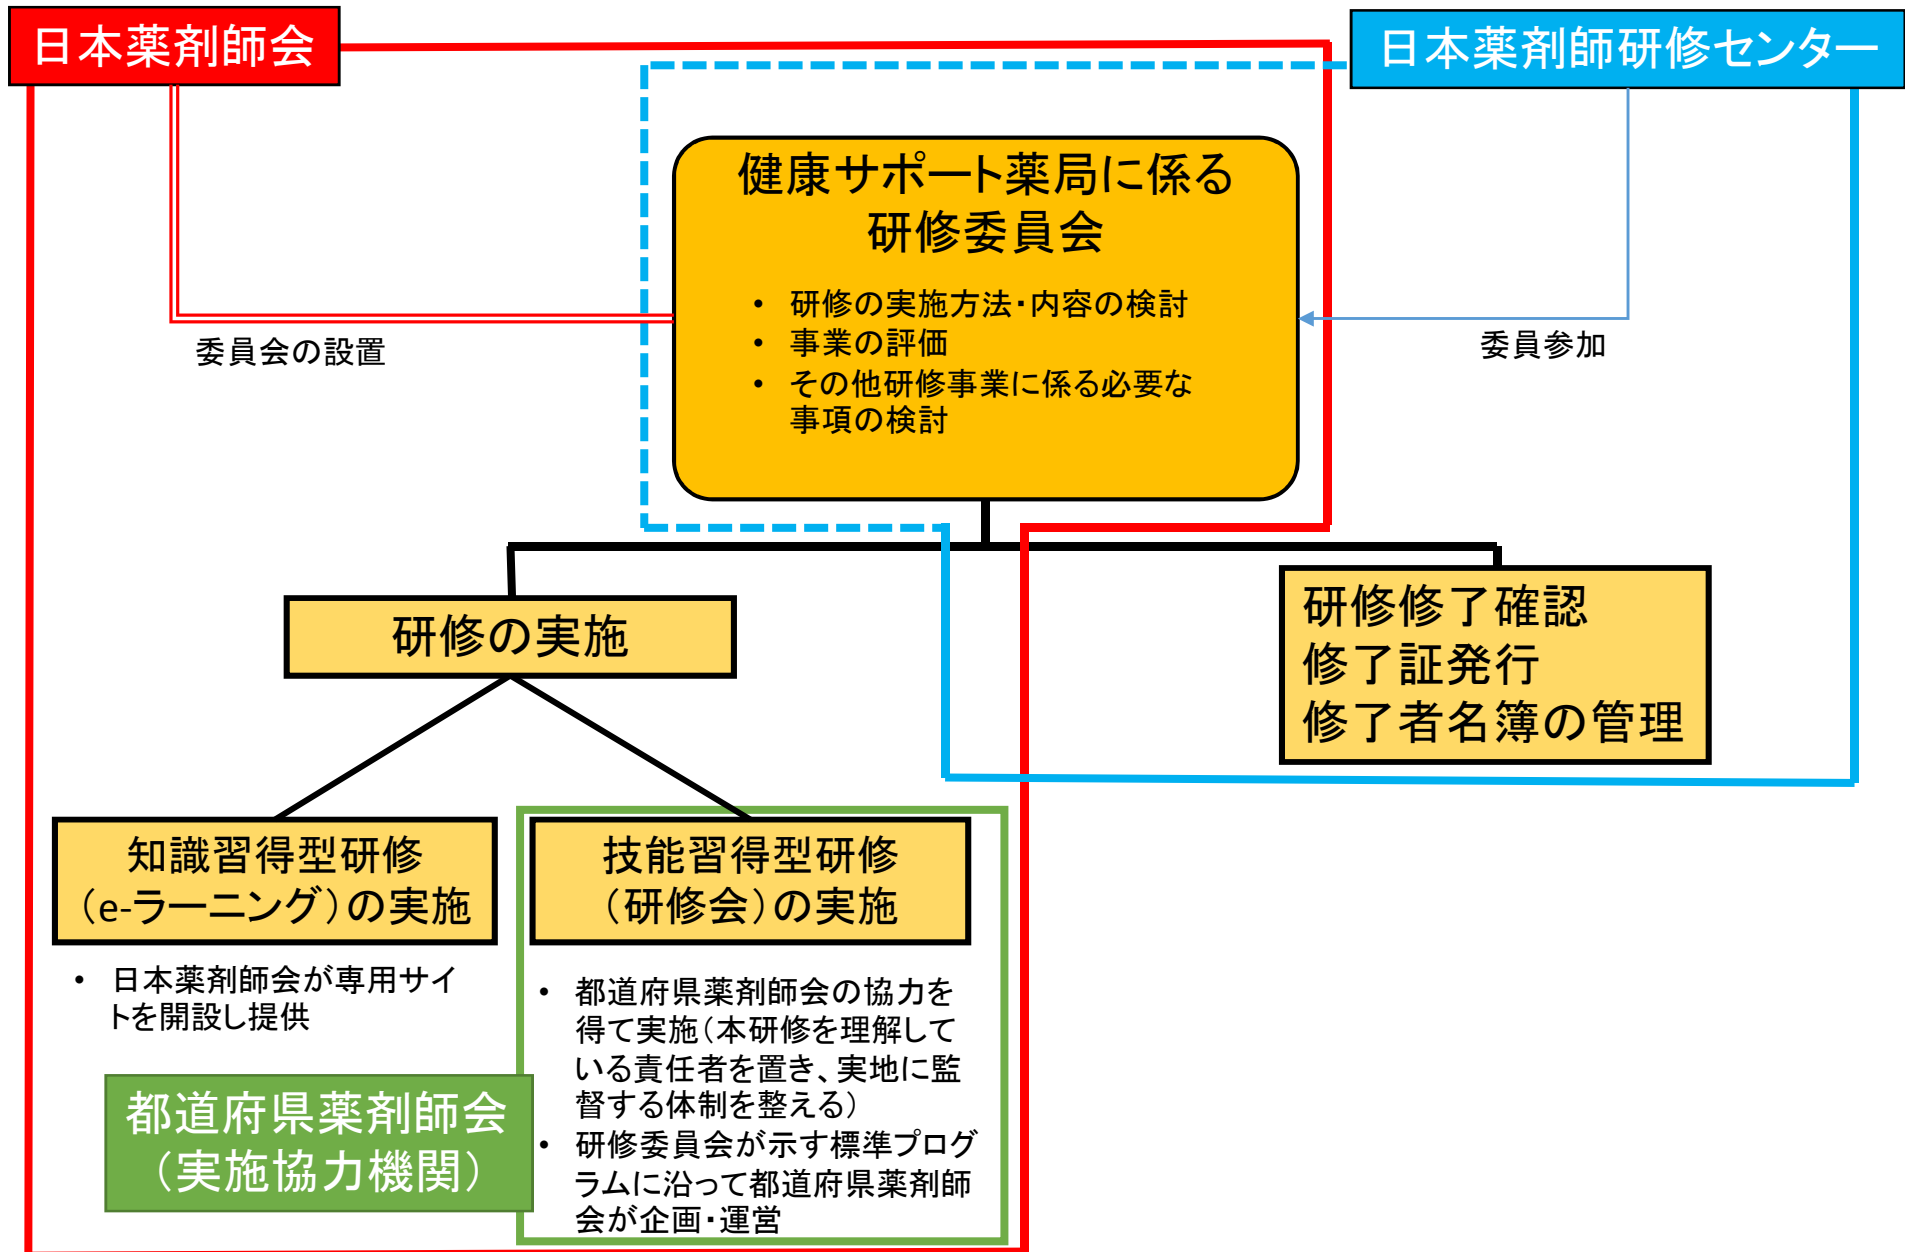 日本薬剤師会
日本薬剤師研修センター
健康サポート薬局に係る
研修委員会
• 研修の実施方法・内容の検討
• 事業の評価
• その他研修事業に係る必要な
事項の検討
委員会の設置
委員参加
研修の実施
研修修了確認
修了証発行
修了者名簿の管理
知識習得型研修
（e-ラーニング）の実施
• 日本薬剤師会が専用サイ
トを開設し提供
技能習得型研修
（研修会）の実施
• 都道府県薬剤師会の協力を
得て実施（本研修を理解して
いる責任者を置き、実地に監
督する体制を整える）
• 研修委員会が示す標準プログ
ラムに沿って都道府県薬剤師
会が企画・運営
都道府県薬剤師会
（実施協力機関）